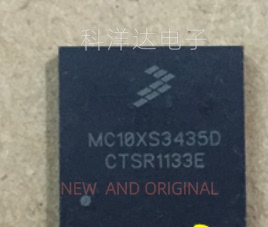 科洋达电子
MC10XS3435D
CTSR1133E
NEW AND ORIGINAL